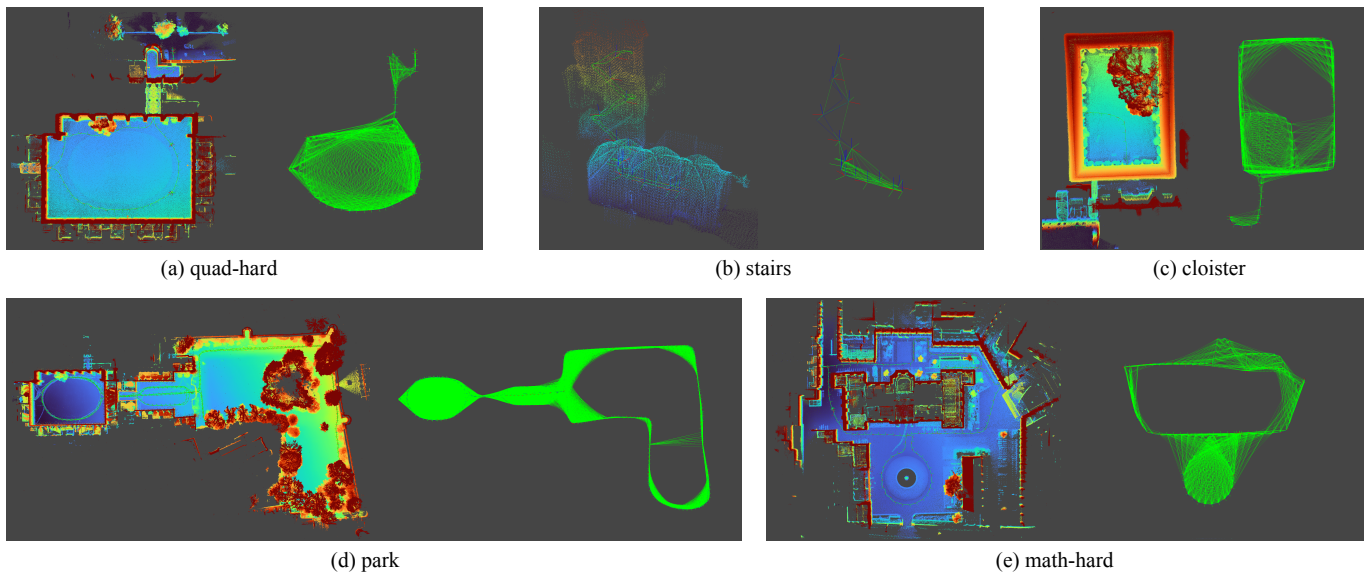 (a) quad-hard
(b) stairs
(c) cloister
(d) park
(e) math-hard